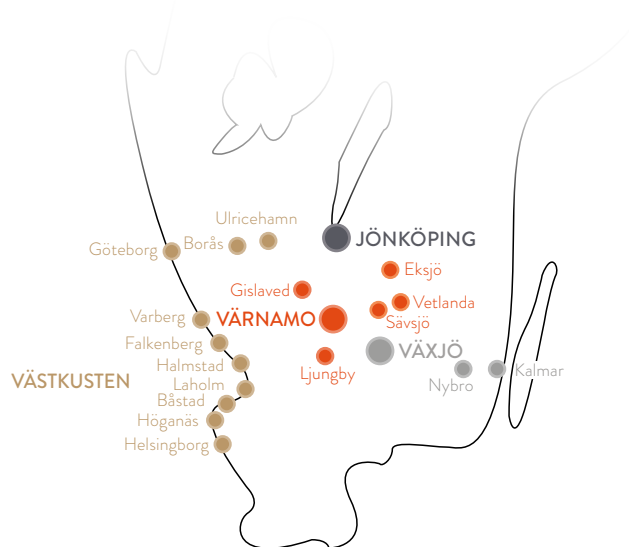 Ulricehamn
Göteborg
Borås
JÖNKÖPING
Eksjö
Gislaved
Vetlanda
Varberg
VÄRNAMO
Sävsjö
Falkenberg
VÄXJÖ
Halmstad
Ljungby
Kalmar
VÄSTKUSTEN
Laholm
Nybro
Båstad
Höganäs
Helsingborg